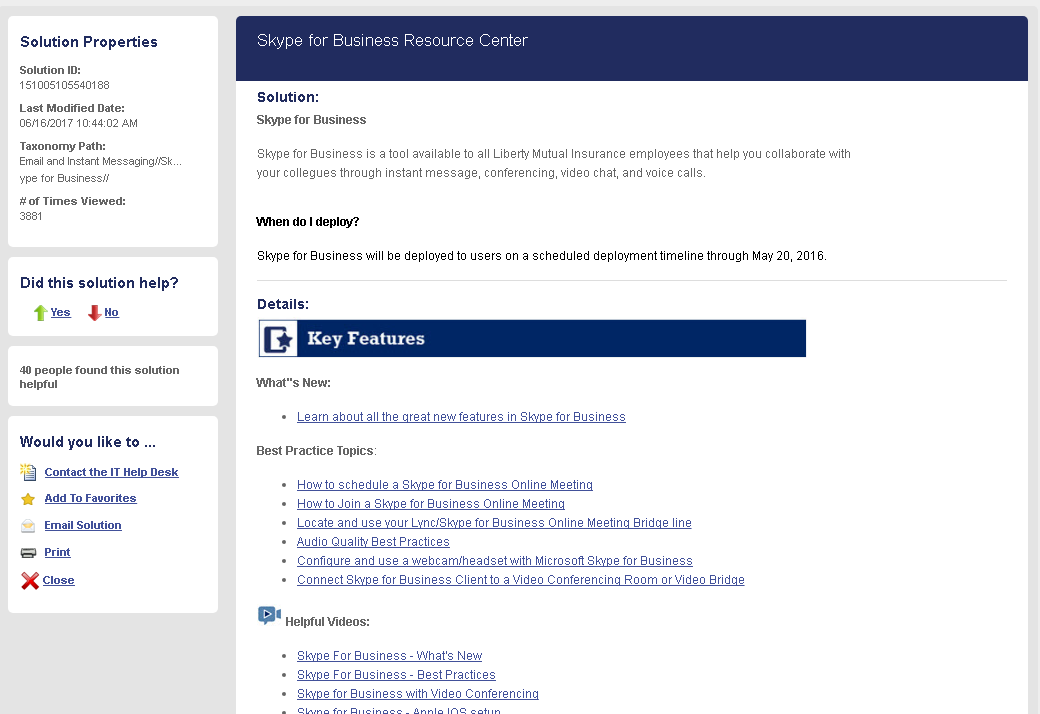 Solution Properties
Solution ID:
151005105540188
Last Modified Date:
06/16/2017 10:44:02 AM
Taxonomy Path:
Email and Instant Messaging//Sk...
ype for Business//
# of Times Viewed:
3881
Did this solution help?
Yes No
40 people found this solution
helpful
Would you like to ...
Contact the IT Help Desk
Add To Favorites
Email Solution
Print
Close
Skype for Business Resource Center
Solution:
Skype for Business
Skype for Business is a tool available to all Liberty Mutual Insurance employees that help you collaborate with
your collegues through instant message, conferencing, video chat, and voice calls.
When do I deploy?
Skype for Business will be deployed to users on a scheduled deployment timeline through May 20, 2016.
Details:
Key Features
What"s New:
Learn about all the great new features in Skype for Business
Best Practice Topics:
How to schedule a Skype for Business Online Meeting
How to Join a Skype for Business Online Meeting
Locate and use your Lync/Skype for Business Online Meeting Bridge line
Audio Quality Best Practices
Configure and use a webcam/headset with Microsoft Skype for Business
Connect Skype for Business Client to a Video Conferencing Room or Video Bridge
Helpful Videos:
Skype For Business - What's New
Skype For Business - Best Practices
Skype for Business with Video Conferencing
Skype for Business - Apple IOS setup